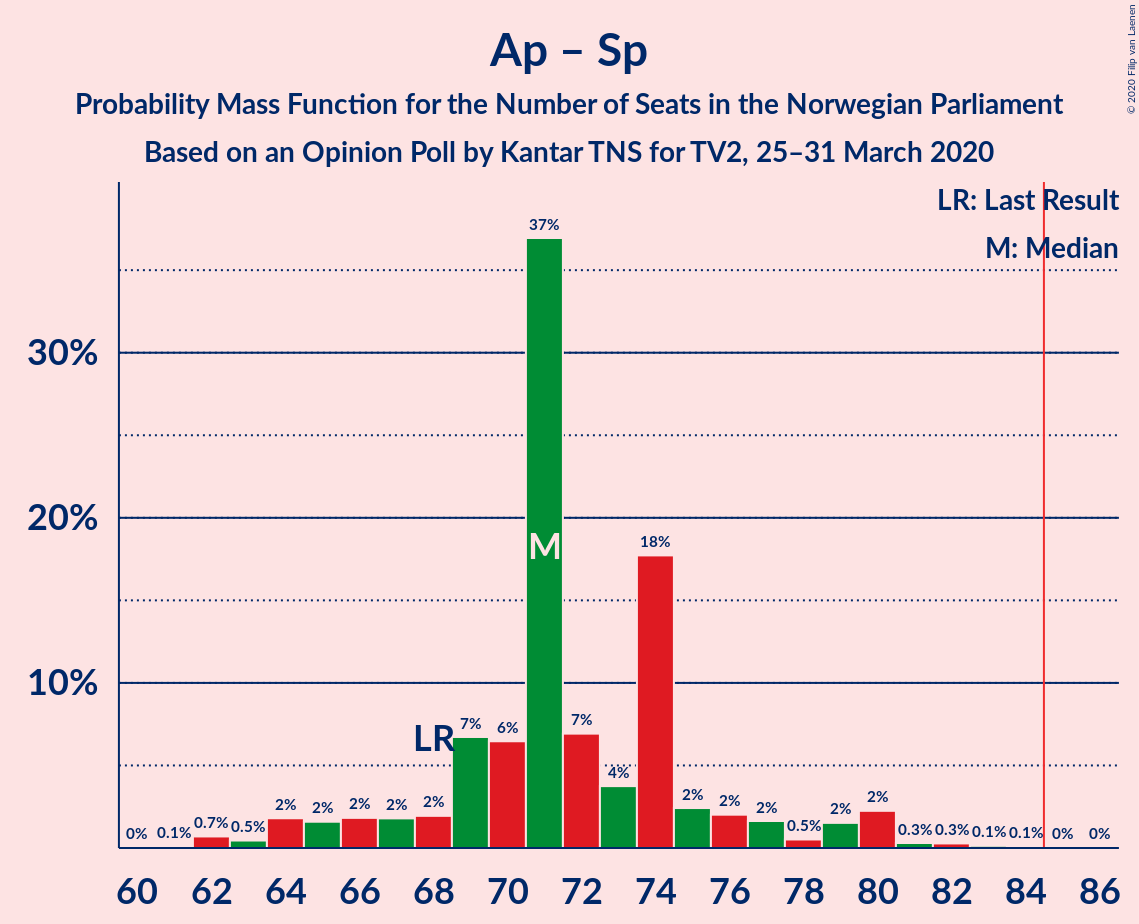 Ap – Sp
Probability Mass Function for the Number of Seats in the Norwegian Parliament
Based on an Opinion Poll by Kantar TNS for TV2, 25–31 March 2020
© 2020 Filip van Laenen
LR: Last Result
M: Median
30%
20%
10%
0% 0.1% 0.7% 0.5% 2% 2% 2% 2% 2% 7% 6% 37% 7% 4% 18% 2% 2% 2% 0.5% 2% 2% 0.3% 0.3% 0.1% 0.1% 0% 0%
LR
M
60 62 64 66 68 70 72 74 76 78 80 82 84 86